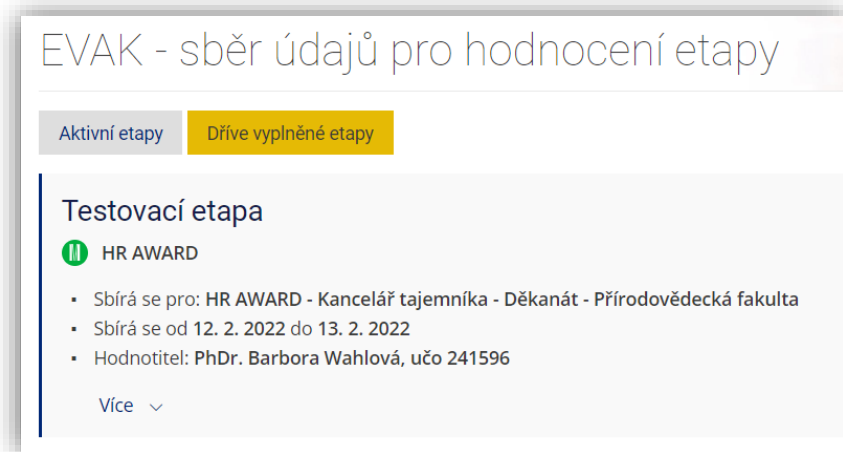 EVAK - sběr údajů pro hodnocení etapy
Aktivní etapy
Dříve vyplněné etapy
Testovací etapa
HR AWARD
Sbírá se pro: HR AWARD - Kancelář tajemníka - Děkanát - Přírodovědecká fakulta
Sbírá se od 12. 2. 2022 do 13. 2. 2022
Hodnotitel: PhDr. Barbora Wahlová, učo 241596
Více